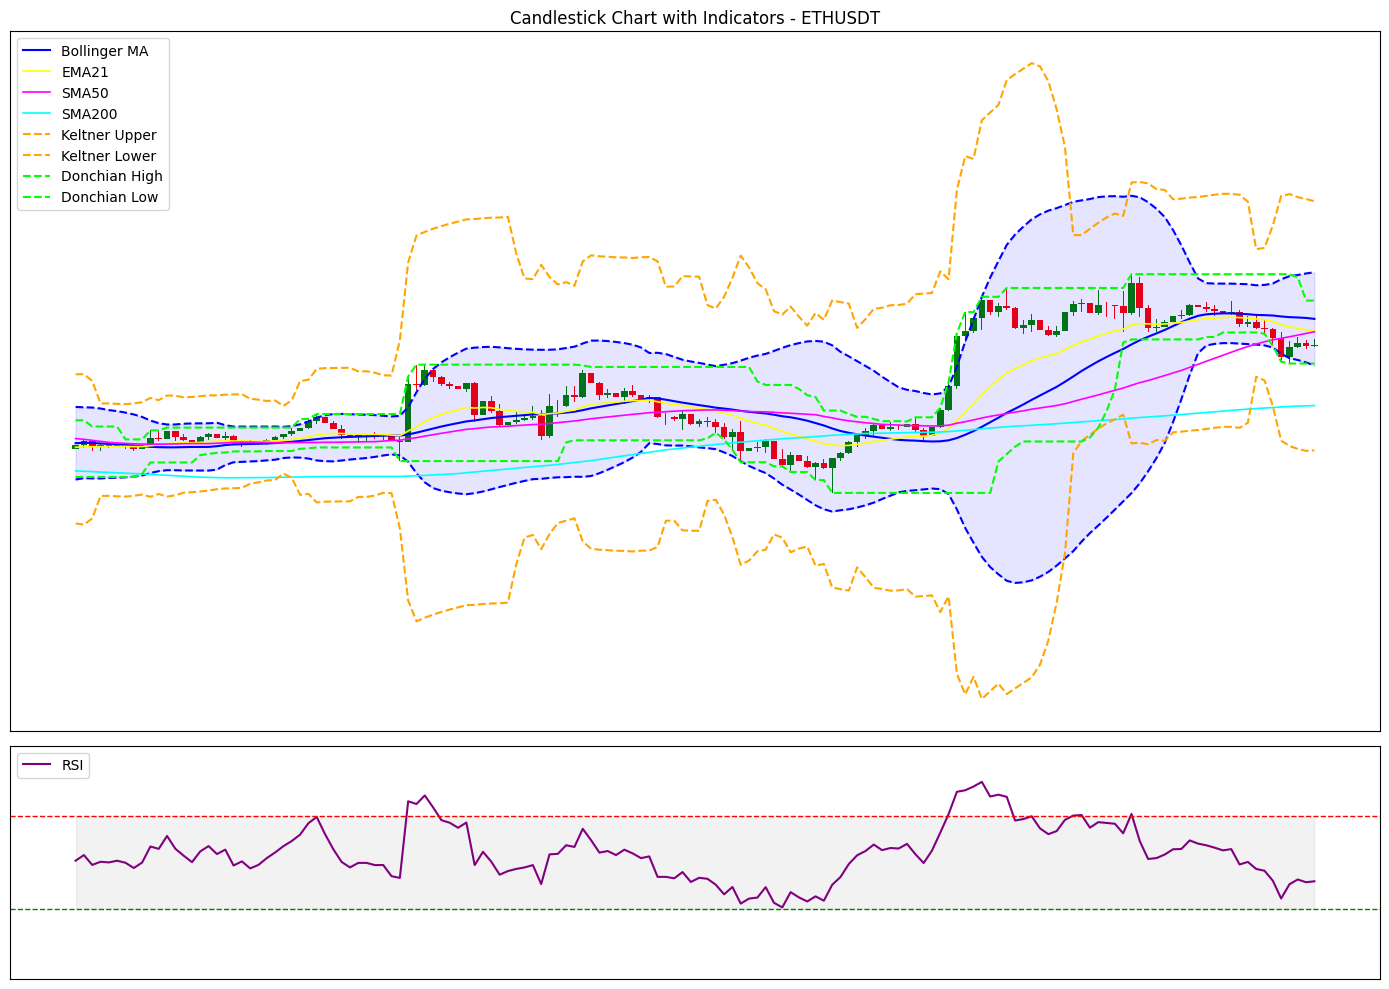 Candlestick Chart with Indicators - ETHUSDT
Bollinger MA
EMA21
SMA50
SMA200
Keltner Upper
Keltner Lower
Donchian High
Donchian Low
RSI